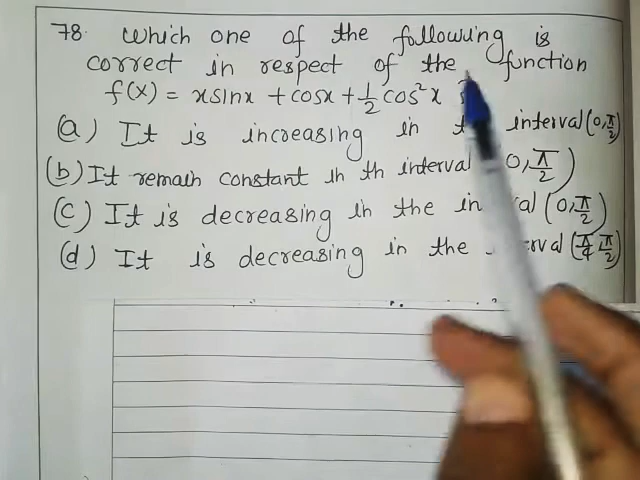 78. Which one of the following is
correct in respect of the function
f(x) = xsinx + cosx + 1/2 cos²x ?
(a) It is increasing in interval (0, π/2)
(b) It remain constant in th interval 0, π/2)
(c) It is decreasing in the (0, π/2)
(d) It is decreasing in the (π/4, π/2)